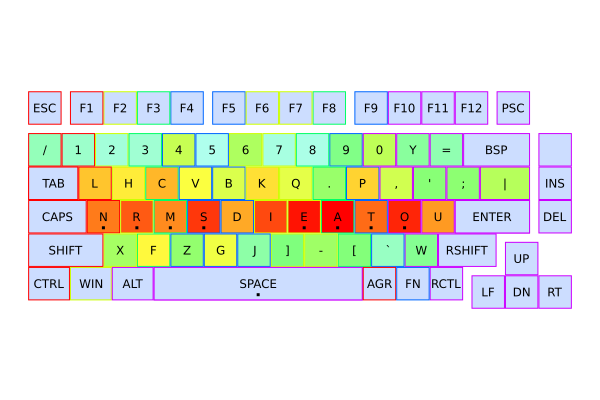 ESC F1 F2 F3 F4 F5 F6 F7 F8 F9 F10 F11 F12 PSC
/ 1 2 3 4 5 6 7 8 9 0 Y = BSP
TAB L H C V B K Q . P , ' ; | INS
CAPS N R M S D I E A T O U ENTER DEL
SHIFT X F Z G J ] - [ ` W RSHIFT UP
CTRL WIN ALT SPACE AGR FN RCTL LF DN RT